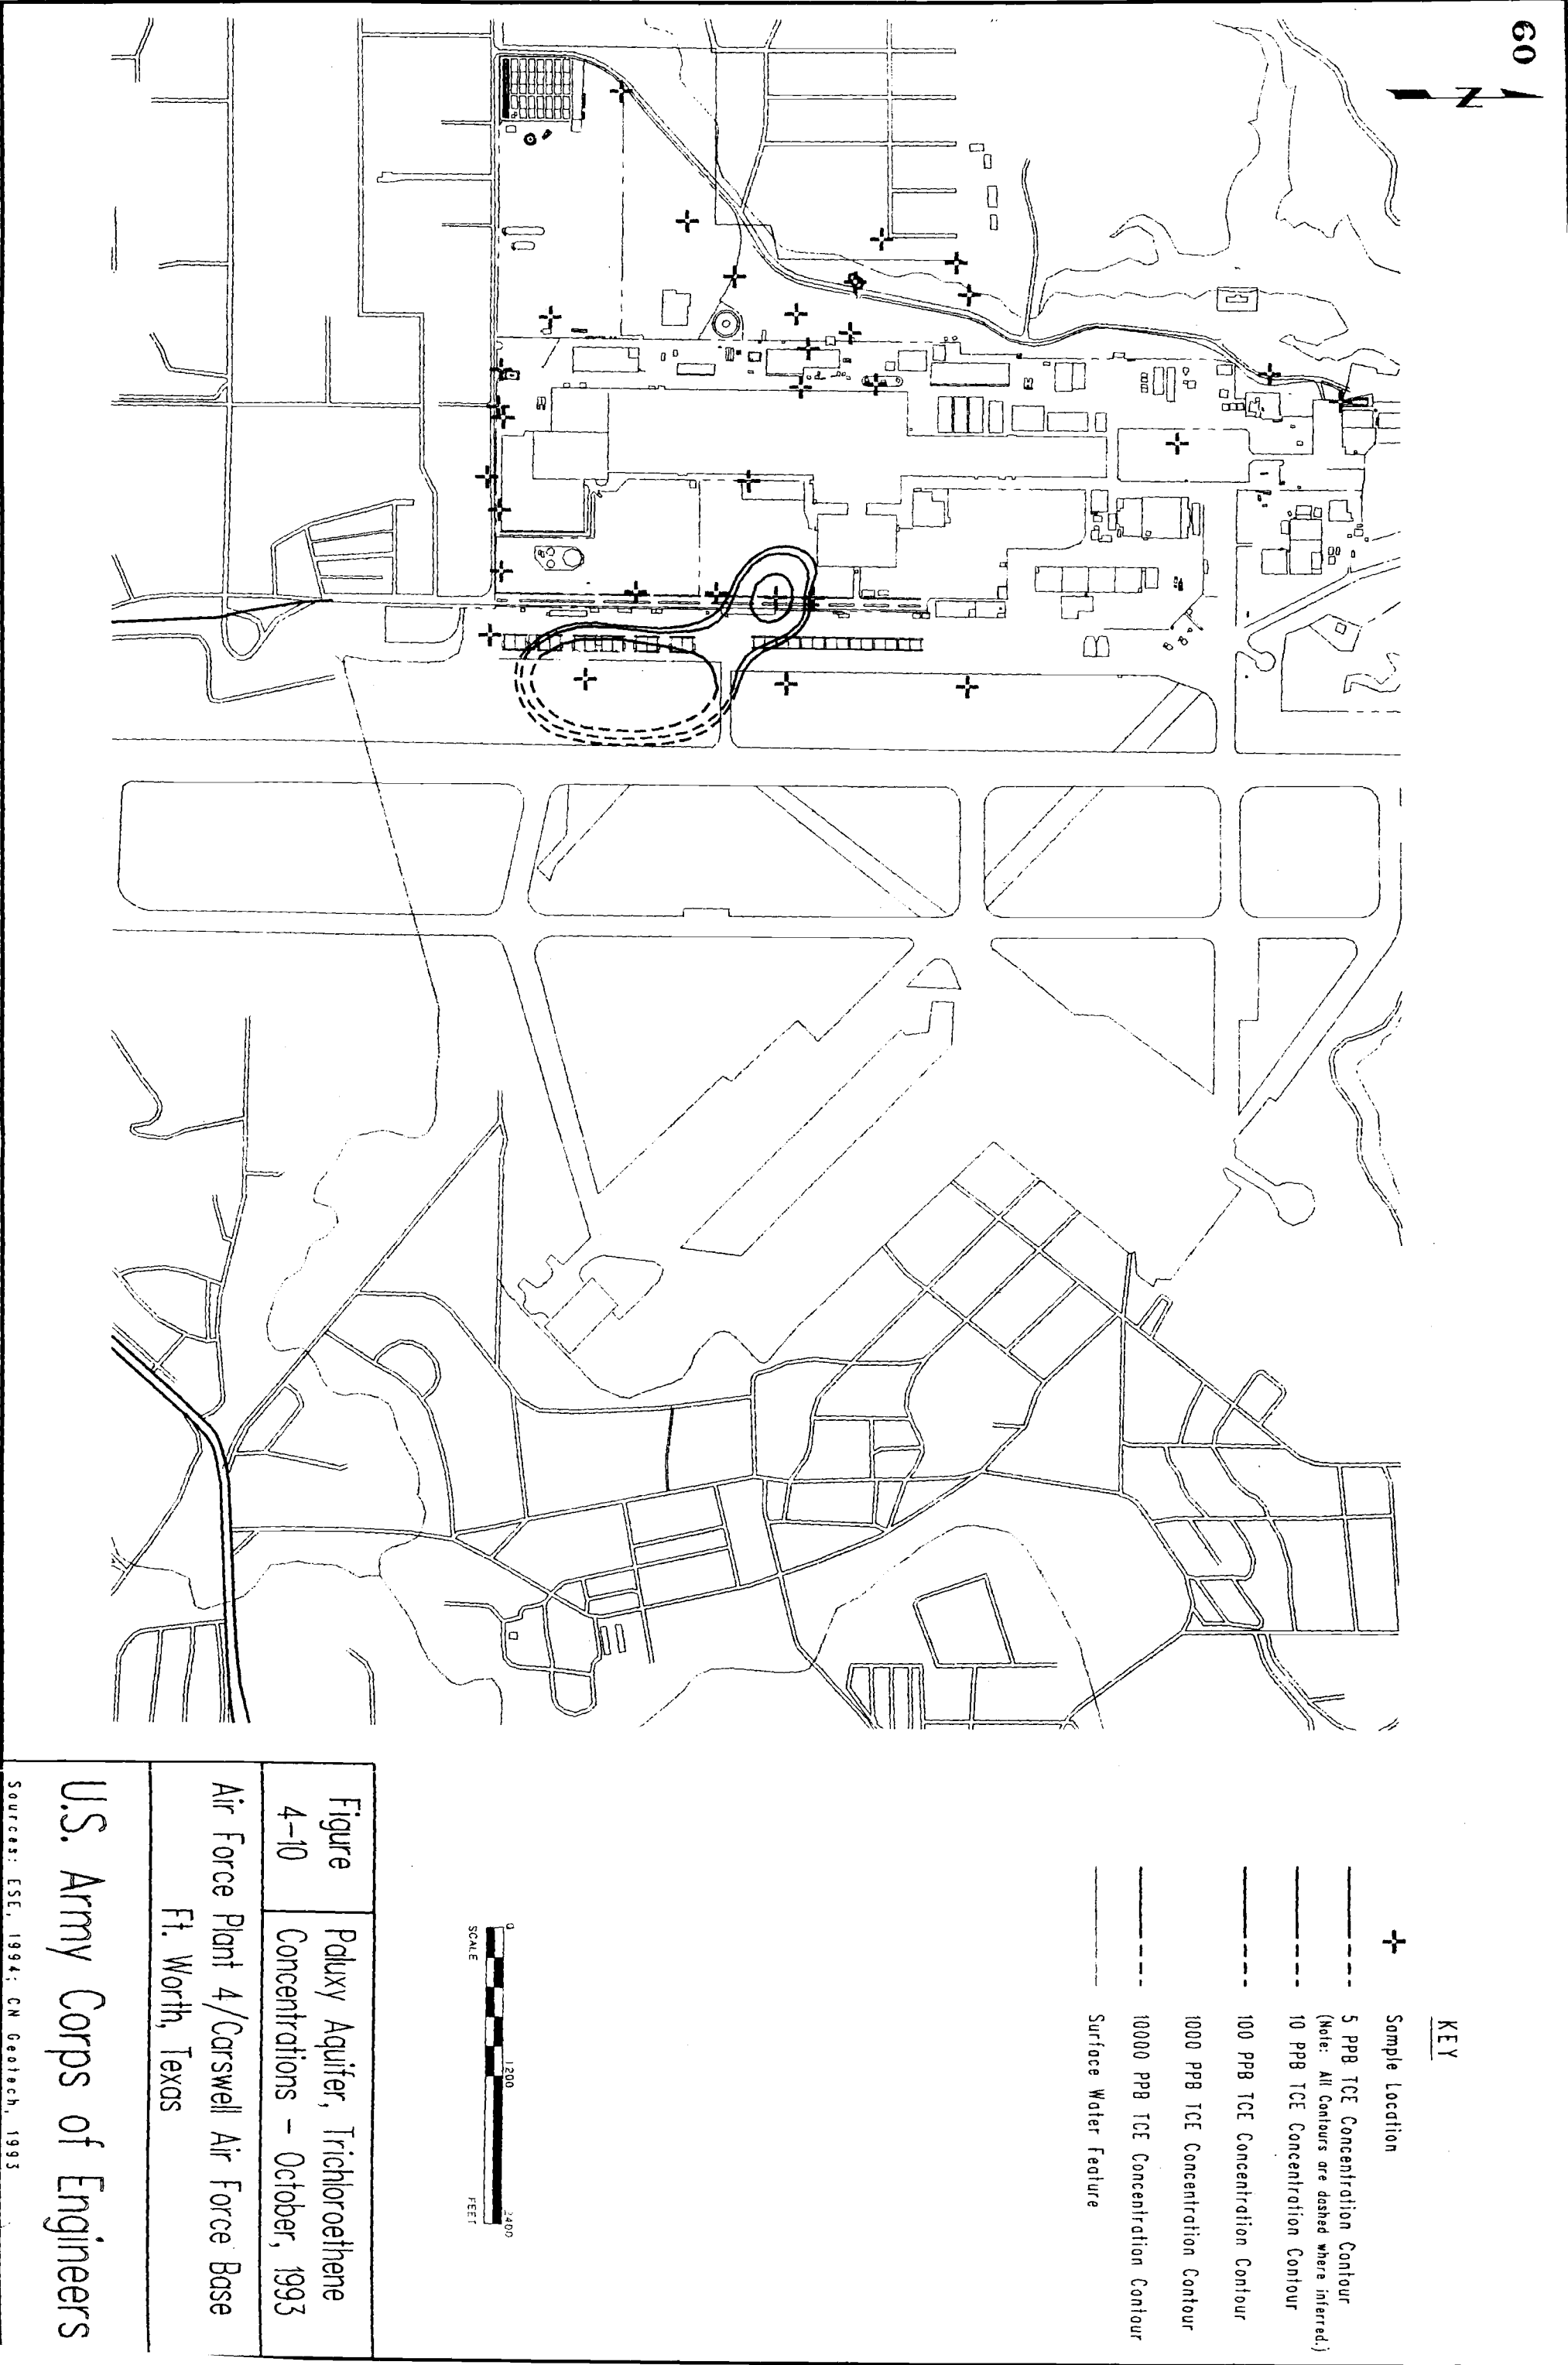 60
N
KEY
Sample Location
5 PPB TCE Concentration Contour
(Note: All Contours are dashed where inferred.)
10 PPB TCE Concentration Contour
100 PPB TCE Concentration Contour
1000 PPB TCE Concentration Contour
10000 PPB TCE Concentration Contour
Surface Water Feature
0 1200 2400
SCALE FEET
Figure
4-10
Paluxy Aquifer, Trichloroethene
Concentrations - October, 1993
Air Force Plant 4/Carswell Air Force Base
Ft. Worth, Texas
U.S. Army Corps of Engineers
Sources: ESE, 1994; CN Geotech, 1993